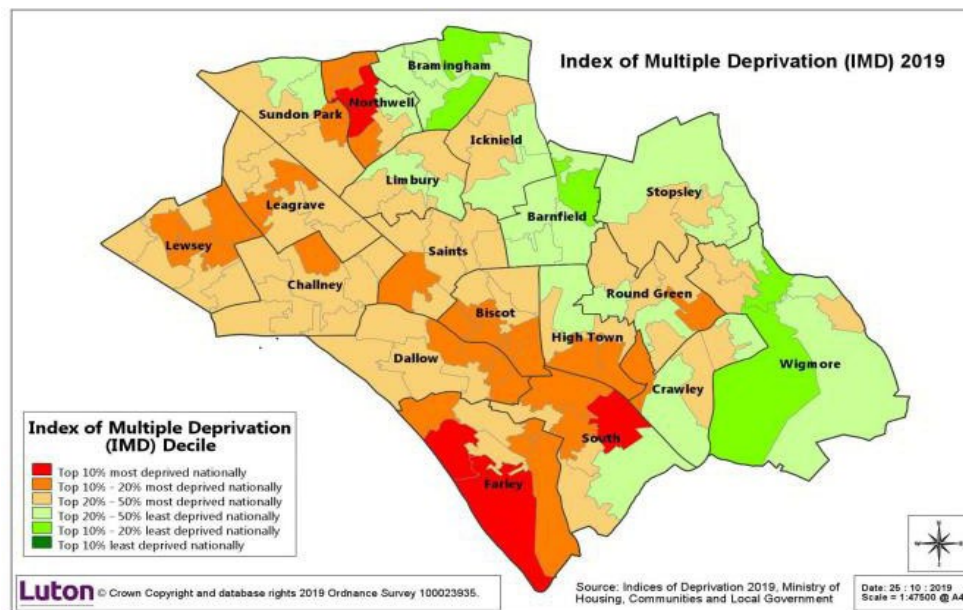 Index of Multiple Deprivation (IMD) 2019
Bramingham
Northwell
Sundon Park
Icknield
Limbury
Stopsley
Leagrave
Barnfield
Lewsey
Saints
Challney
Round Green
Biscot
High Town
Dallow
Wigmore
Crawley
South
Farley
Index of Multiple Deprivation
(IMD) Decile
Top 10% most deprived nationally
Top 10% - 20% most deprived nationally
Top 20% - 50% most deprived nationally
Top 20% - 50% least deprived nationally
Top 10% - 20% least deprived nationally
Top 10% least deprived nationally
Luton © Crown Copyright and database rights 2019 Ordnance Survey 100023935.
Source: Indices of Deprivation 2019, Ministry of
Housing, Communities and Local Government
Date: 25 : 10 : 2019
Scale = 1:47500 @ A4